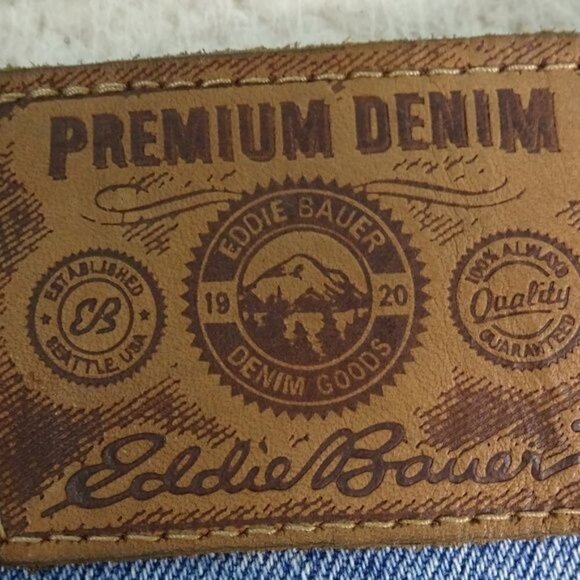 PREMIUM DENIM
ESTABLISHED
EB
SEATTLE, USA
EDDIE BAUER
19 20
DENIM GOODS
100% ALWAYS
Quality
GUARANTEED
Eddie Bauer